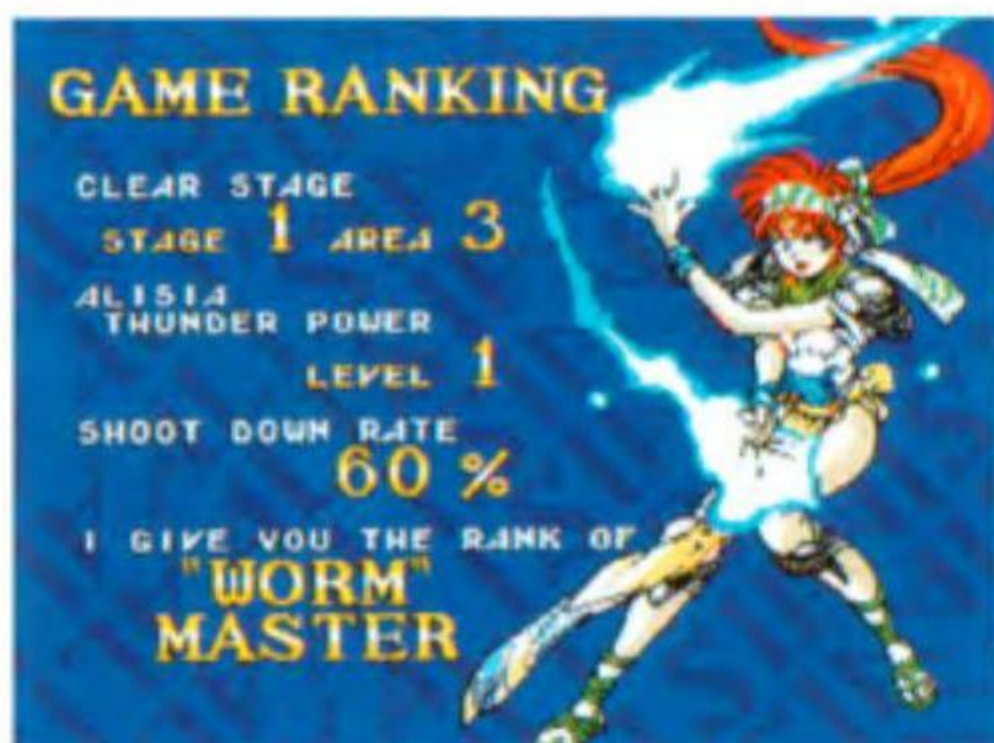 GAME RANKING
CLEAR STAGE
STAGE 1 AREA 3
ALISIA
THUNDER POWER
LEVEL 1
SHOOT DOWN RATE
60 %
I GIVE YOU THE RANK OF
"WORM"
MASTER